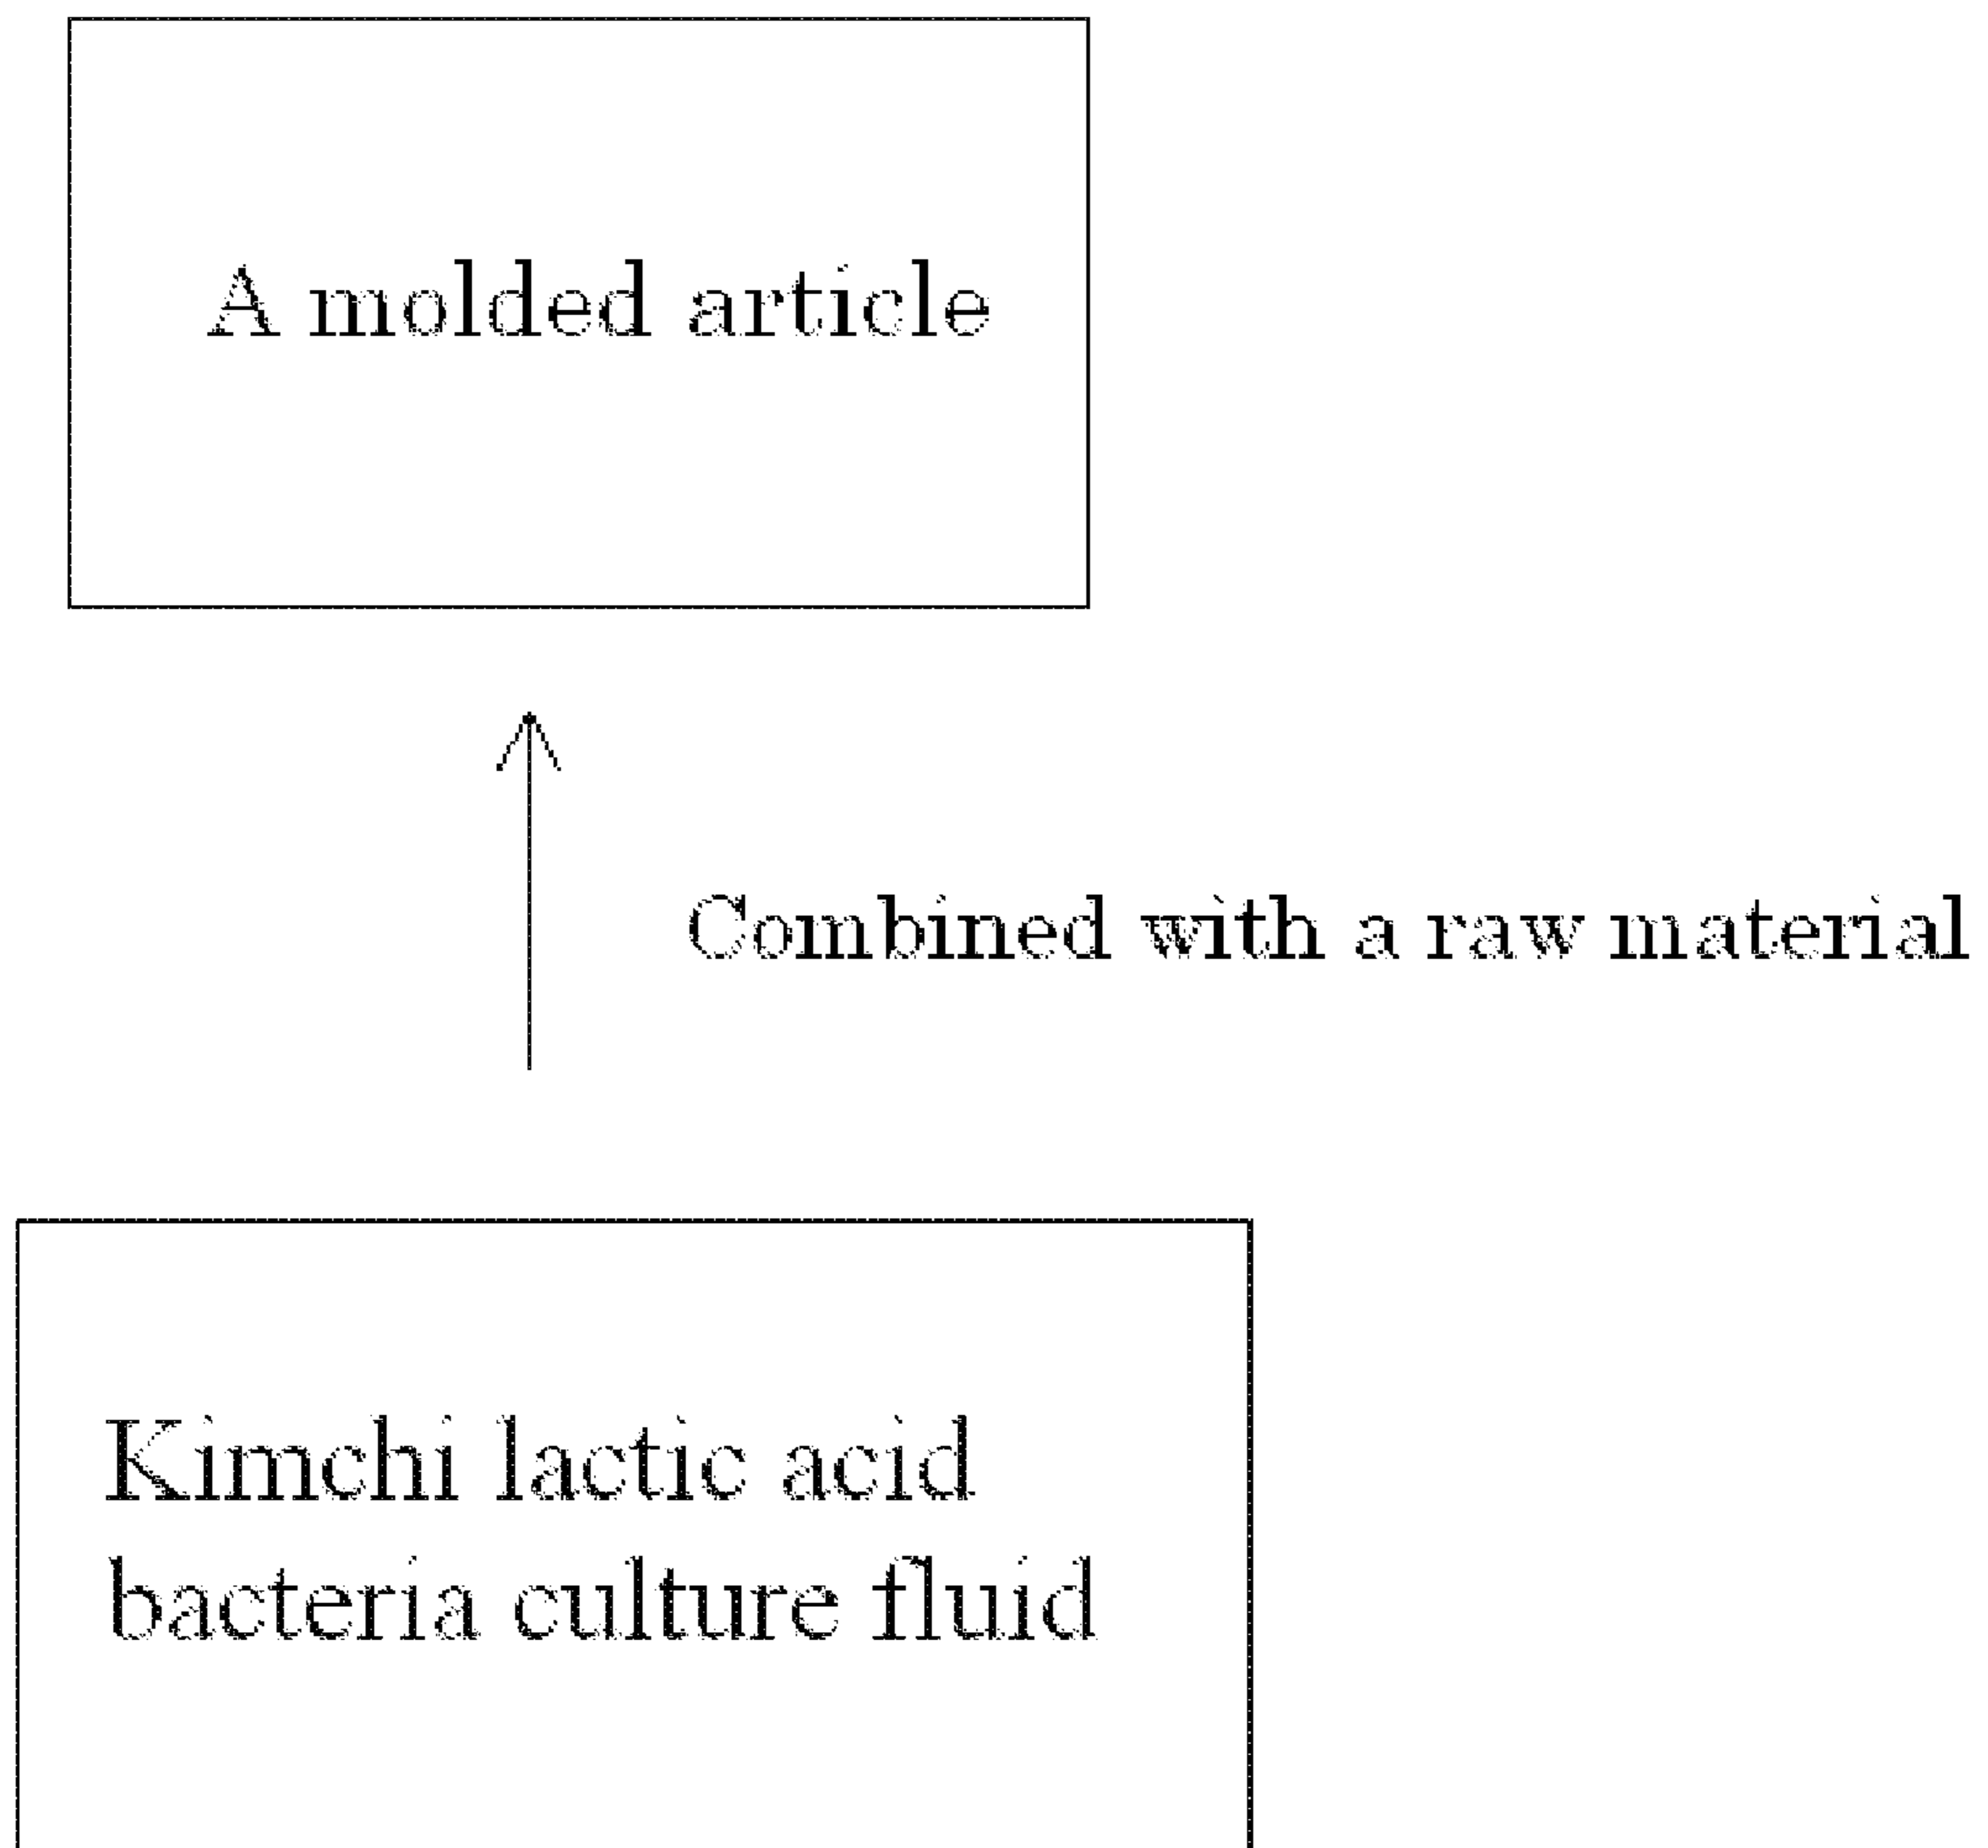 A molded article
Combined with a raw material
Kimchi lactic acid
bacteria culture fluid